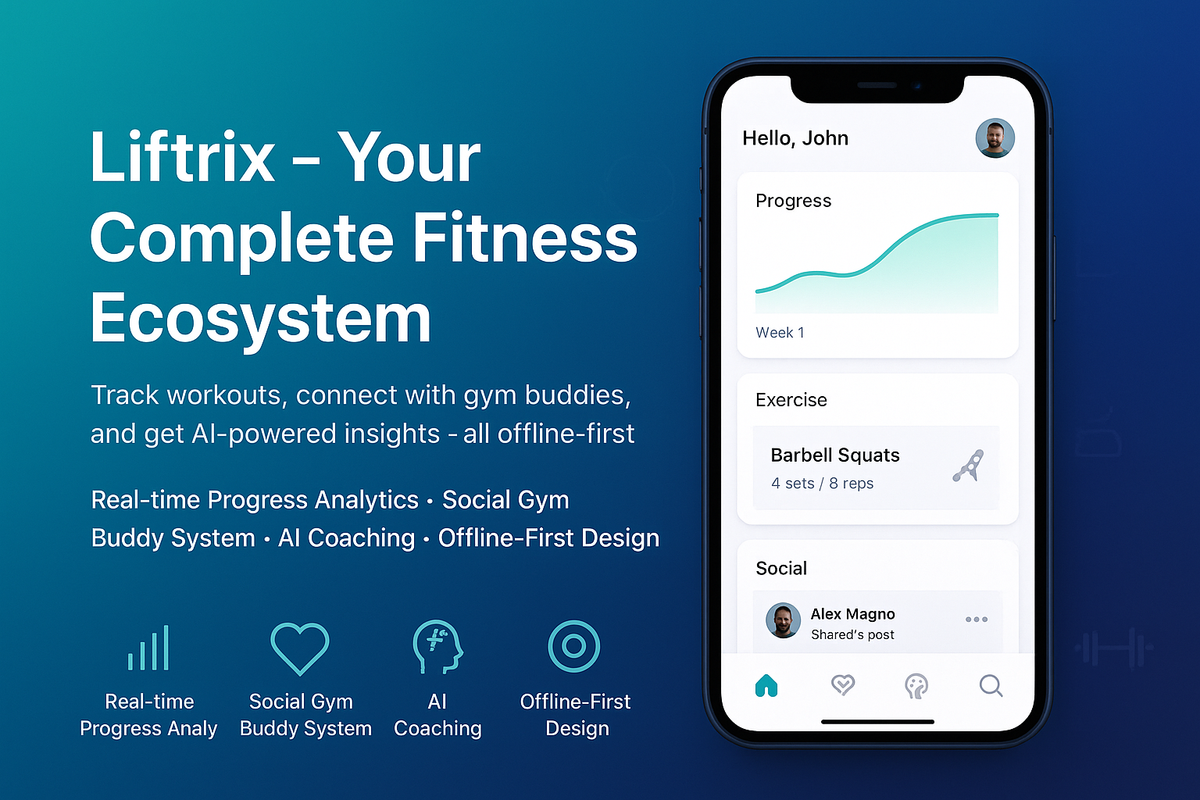 Liftrix – Your
Complete Fitness
Ecosystem
Track workouts, connect with gym buddies,
and get AI-powered insights - all offline-first
Real-time Progress Analytics • Social Gym
Buddy System • AI Coaching • Offline-First Design
Real-time
Progress Analy
Social Gym
Buddy System
AI
Coaching
Offline-First
Design
Hello, John
Progress
Week 1
Exercise
Barbell Squats
4 sets / 8 reps
Social
Alex Magno
Shared's post